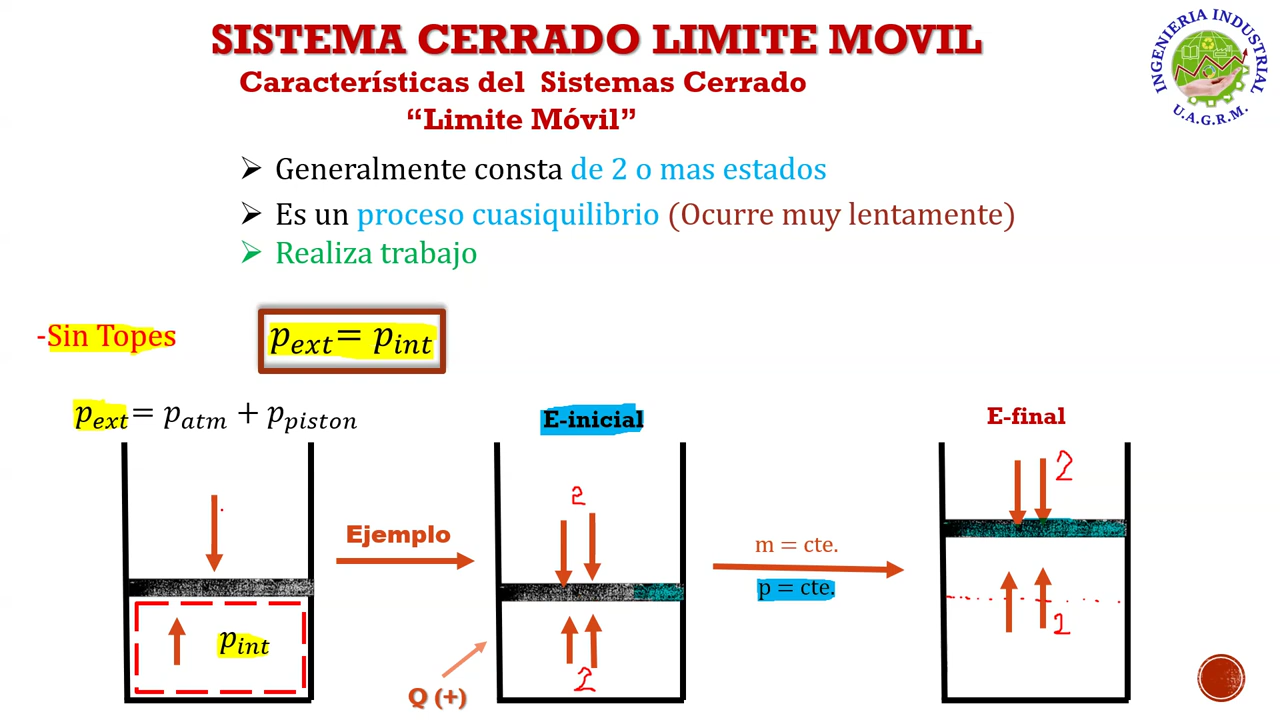 SISTEMA CERRADO LIMITE MOVIL
Características del Sistemas Cerrado
“Limite Móvil”
INGENIERIA INDUSTRIAL
U.A.G.R.M.
➢ Generalmente consta de 2 o mas estados
➢ Es un proceso cuasiquilibrio (Ocurre muy lentamente)
➢ Realiza trabajo
-Sin Topes
p_ext = p_int
p_ext = p_atm + p_piston
E-inicial
E-final
2
2
Ejemplo
m = cte.
p = cte.
p_int
Q (+)
2
2